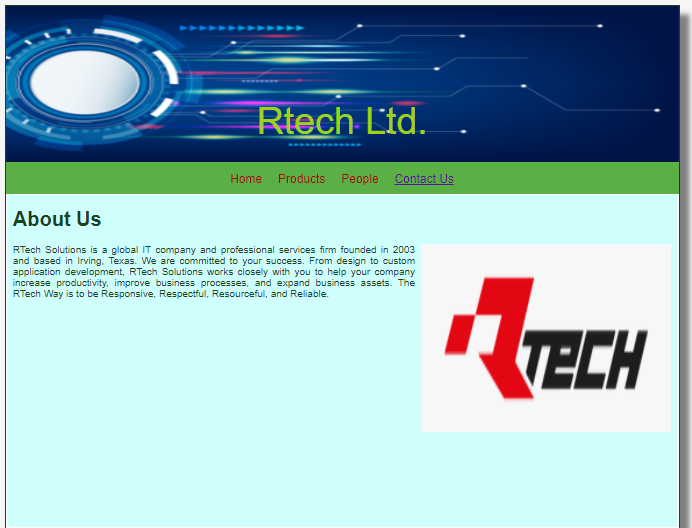 Rtech Ltd.
Home Products People Contact Us
About Us
RTech Solutions is a global IT company and professional services firm founded in 2003
and based in Irving, Texas. We are committed to your success. From design to custom
application development, RTech Solutions works closely with you to help your company
increase productivity, improve business processes, and expand business assets. The
RTech Way is to be Responsive, Respectful, Resourceful, and Reliable.
RTECH